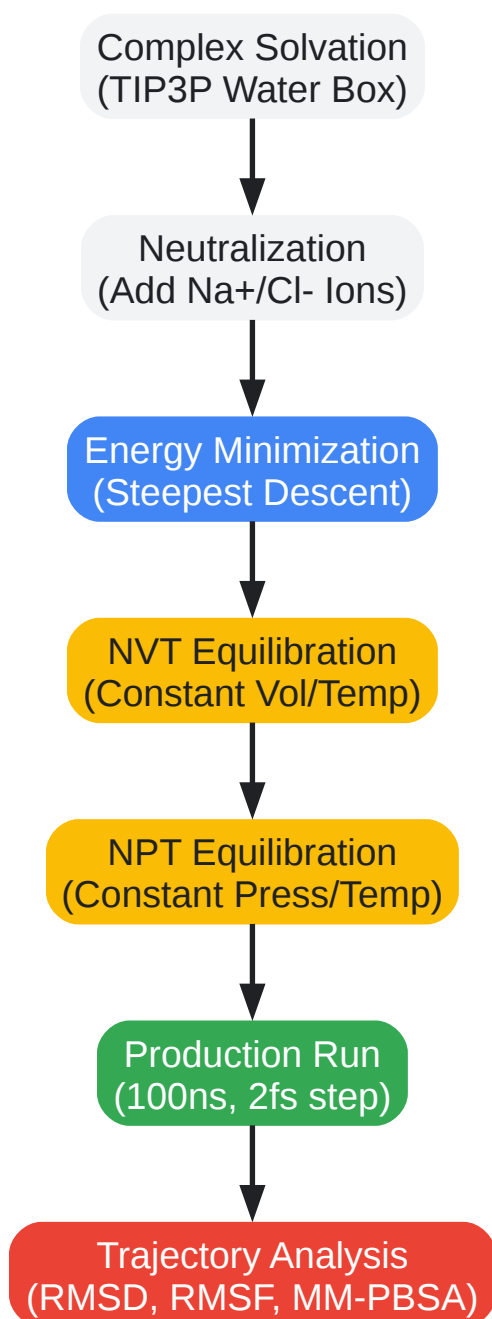 Complex Solvation
(TIP3P Water Box)
Neutralization
(Add Na+/Cl- Ions)
Energy Minimization
(Steepest Descent)
NVT Equilibration
(Constant Vol/Temp)
NPT Equilibration
(Constant Press/Temp)
Production Run
(100ns, 2fs step)
Trajectory Analysis
(RMSD, RMSF, MM-PBSA)